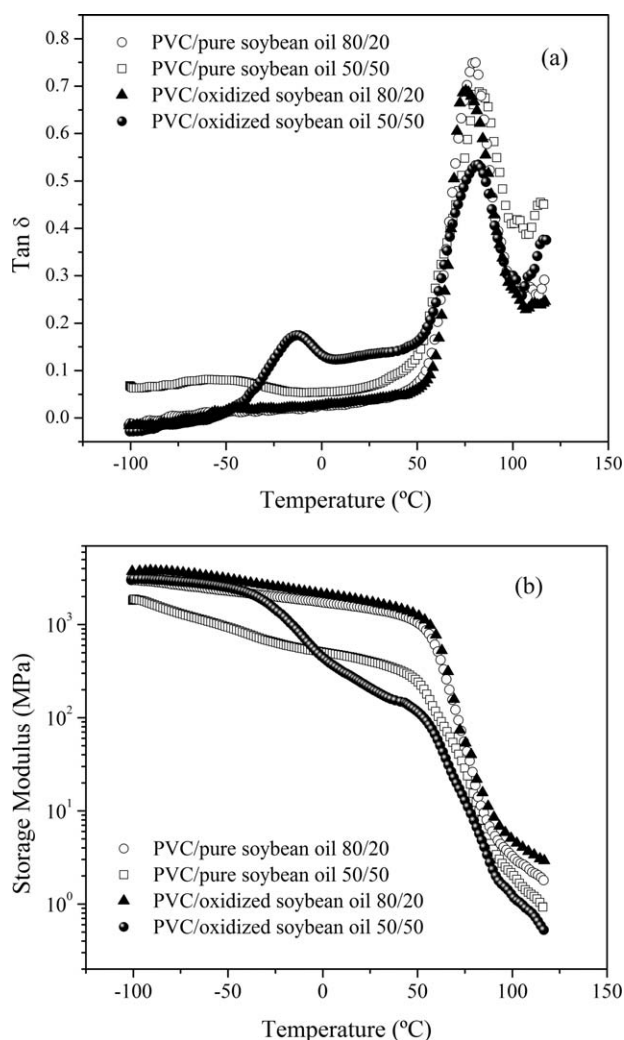 PVC/pure soybean oil 80/20
PVC/pure soybean oil 50/50
PVC/oxidized soybean oil 80/20
PVC/oxidized soybean oil 50/50
(a)
0.8
0.7
0.6
0.5
0.4
0.3
0.2
0.1
0.0
Tan δ
-100 -50 0 50 100 150
Temperature (ºC)
(b)
10³
10²
10¹
10⁰
Storage Modulus (MPa)
PVC/pure soybean oil 80/20
PVC/pure soybean oil 50/50
PVC/oxidized soybean oil 80/20
PVC/oxidized soybean oil 50/50
-100 -50 0 50 100 150
Temperature (ºC)